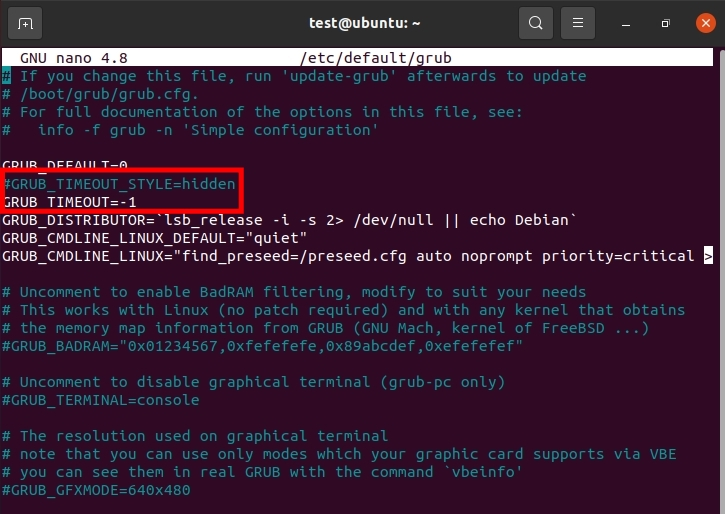 test@ubuntu: ~
GNU nano 4.8 /etc/default/grub
# If you change this file, run 'update-grub' afterwards to update
# /boot/grub/grub.cfg.
# For full documentation of the options in this file, see:
#   info -f grub -n 'Simple configuration'
GRUB_DEFAULT=0
#GRUB_TIMEOUT_STYLE=hidden
GRUB_TIMEOUT=-1
GRUB_DISTRIBUTOR=`lsb_release -i -s 2> /dev/null || echo Debian`
GRUB_CMDLINE_LINUX_DEFAULT="quiet"
GRUB_CMDLINE_LINUX="find_preseed=/preseed.cfg auto noprompt priority=critical >
# Uncomment to enable BadRAM filtering, modify to suit your needs
# This works with Linux (no patch required) and with any kernel that obtains
# the memory map information from GRUB (GNU Mach, kernel of FreeBSD ...)
#GRUB_BADRAM="0x01234567,0xfefefefe,0x89abcdef,0xefefefef"
# Uncomment to disable graphical terminal (grub-pc only)
#GRUB_TERMINAL=console
# The resolution used on graphical terminal
# note that you can use only modes which your graphic card supports via VBE
# you can see them in real GRUB with the command `vbeinfo'
#GRUB_GFXMODE=640x480